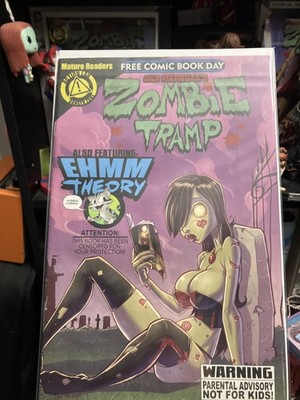 Mature Readers
FREE COMIC BOOK DAY
ZOMBIE
TRAMP
ALSO FEATURING:
EHMM
THEORY
ATTENTION:
THIS BOOK HAS BEEN
CENSORED FOR
YOUR PROTECTION!
WARNING
PARENTAL ADVISORY
NOT FOR KIDS!